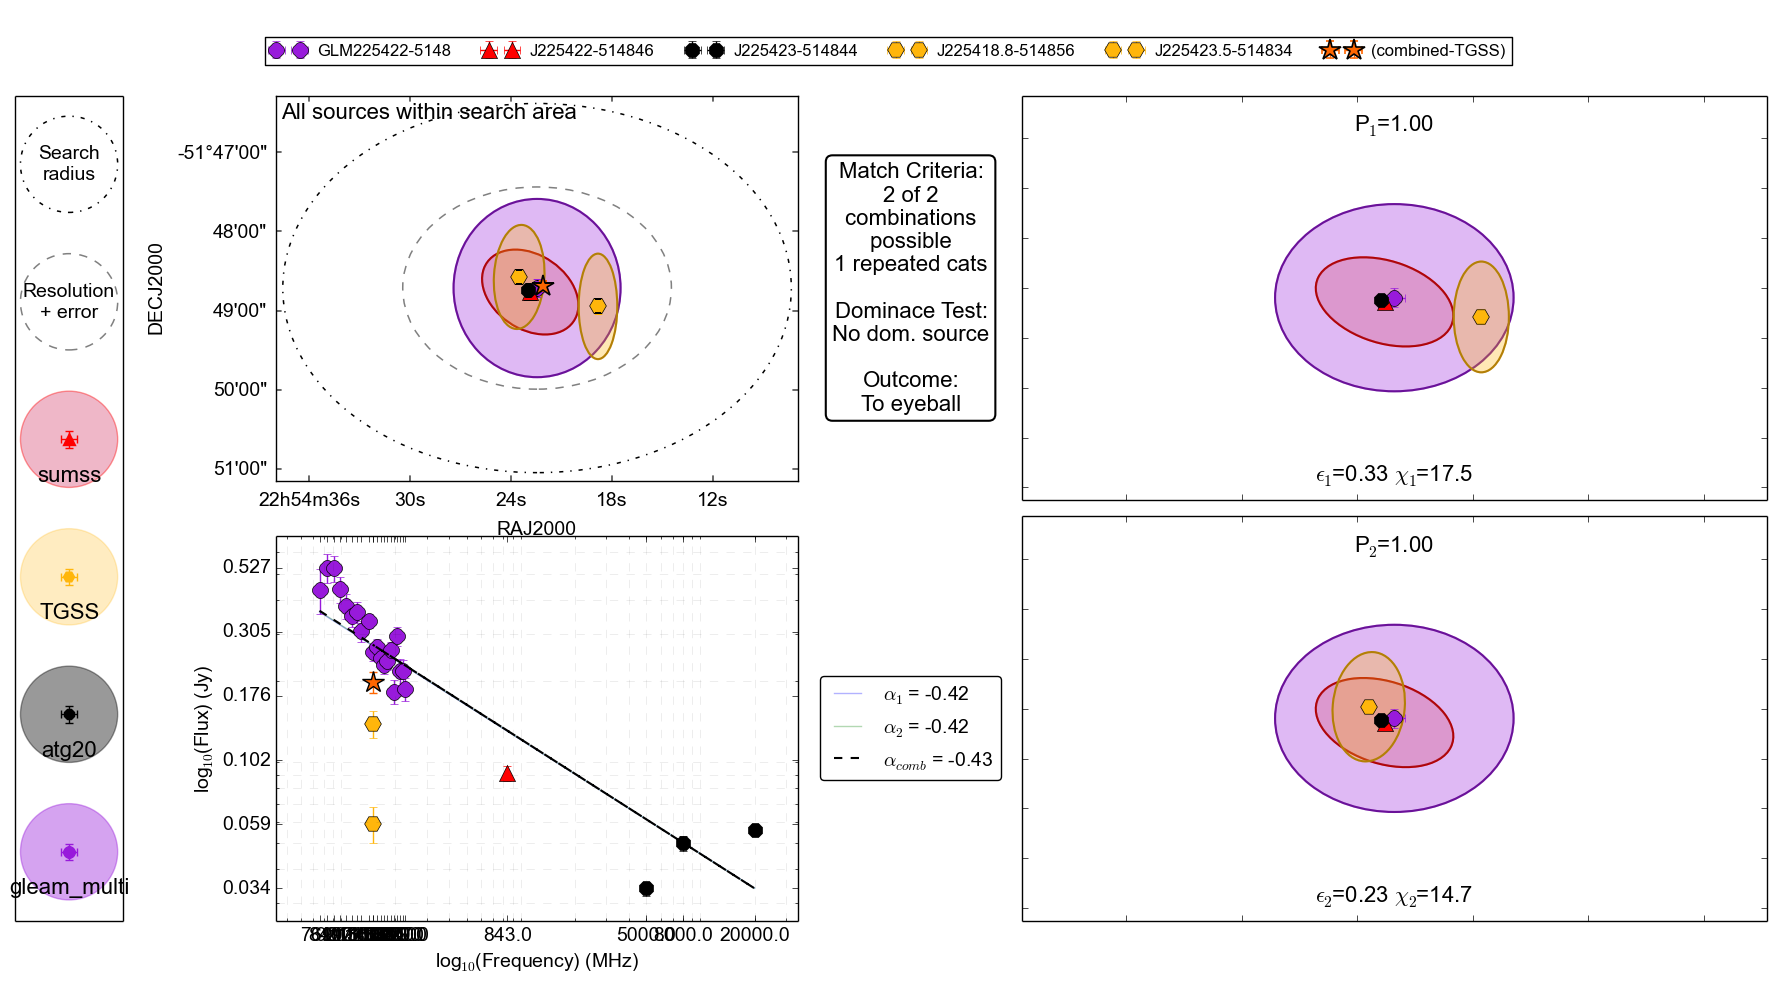 GLM225422-5148 J225422-514846 J225423-514844 J225418.8-514856 J225423.5-514834 (combined-TGSS)
Search
radius
Resolution
+ error
sumss
TGSS
atg20
gleam_multi
All sources within search area
DECJ2000
-51°47'00"
48'00"
49'00"
50'00"
51'00"
22h54m36s 30s 24s 18s 12s
RAJ2000
Match Criteria:
2 of 2
combinations
possible
1 repeated cats
Dominace Test:
No dom. source
Outcome:
To eyeball
P1=1.00
ϵ1=0.33 χ1=17.5
log10(Flux) (Jy)
0.527
0.305
0.176
0.102
0.059
0.034
843.0 5000.0 8000.0 20000.0
log10(Frequency) (MHz)
α1 = -0.42
α2 = -0.42
αcomb = -0.43
P2=1.00
ϵ2=0.23 χ2=14.7